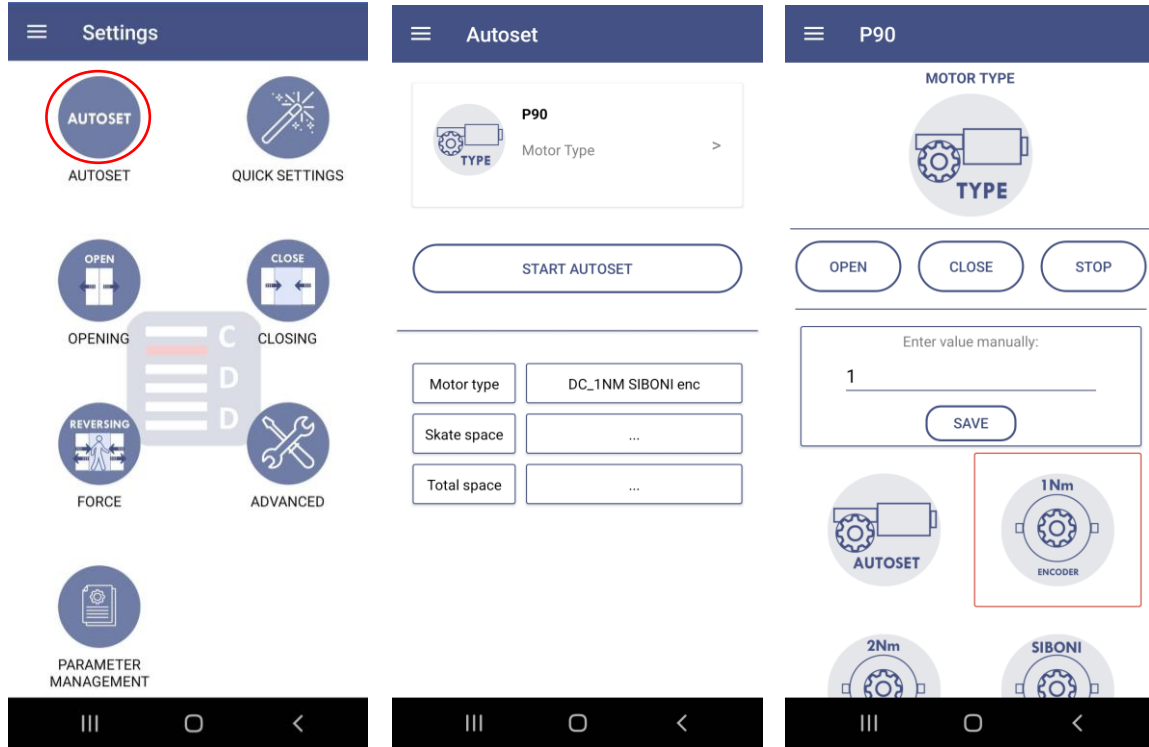 Settings
AUTOSET
AUTOSET
QUICK SETTINGS
OPEN
CLOSE
OPENING
CLOSING
C
D
D
REVERSING
FORCE
ADVANCED
PARAMETER
MANAGEMENT
Autoset
P90
TYPE
Motor Type
>
START AUTOSET
Motor type
DC_1NM SIBONI enc
Skate space
...
Total space
...
P90
MOTOR TYPE
TYPE
OPEN
CLOSE
STOP
Enter value manually:
1
SAVE
AUTOSET
1Nm
ENCODER
2Nm
SIBONI